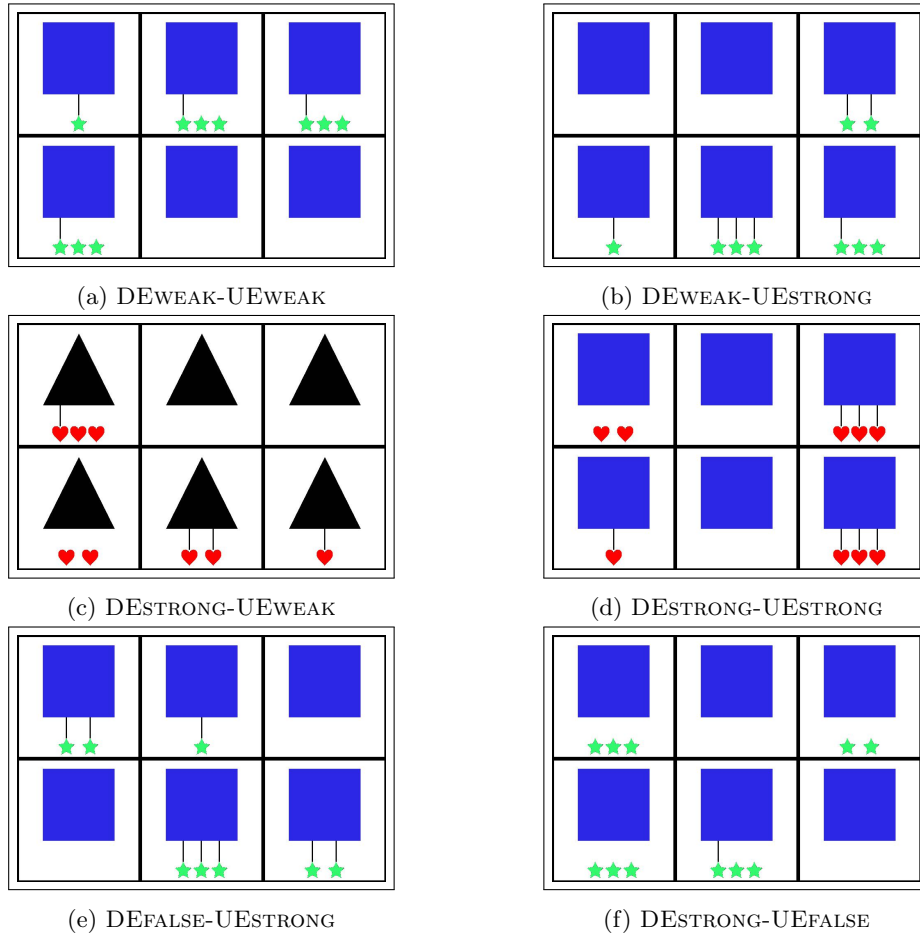 (a) DEWEAK-UEWEAK
(b) DEWEAK-UESTRONG
(c) DESTRONG-UEWEAK
(d) DESTRONG-UESTRONG
(e) DEFALSE-UESTRONG
(f) DESTRONG-UEFALSE